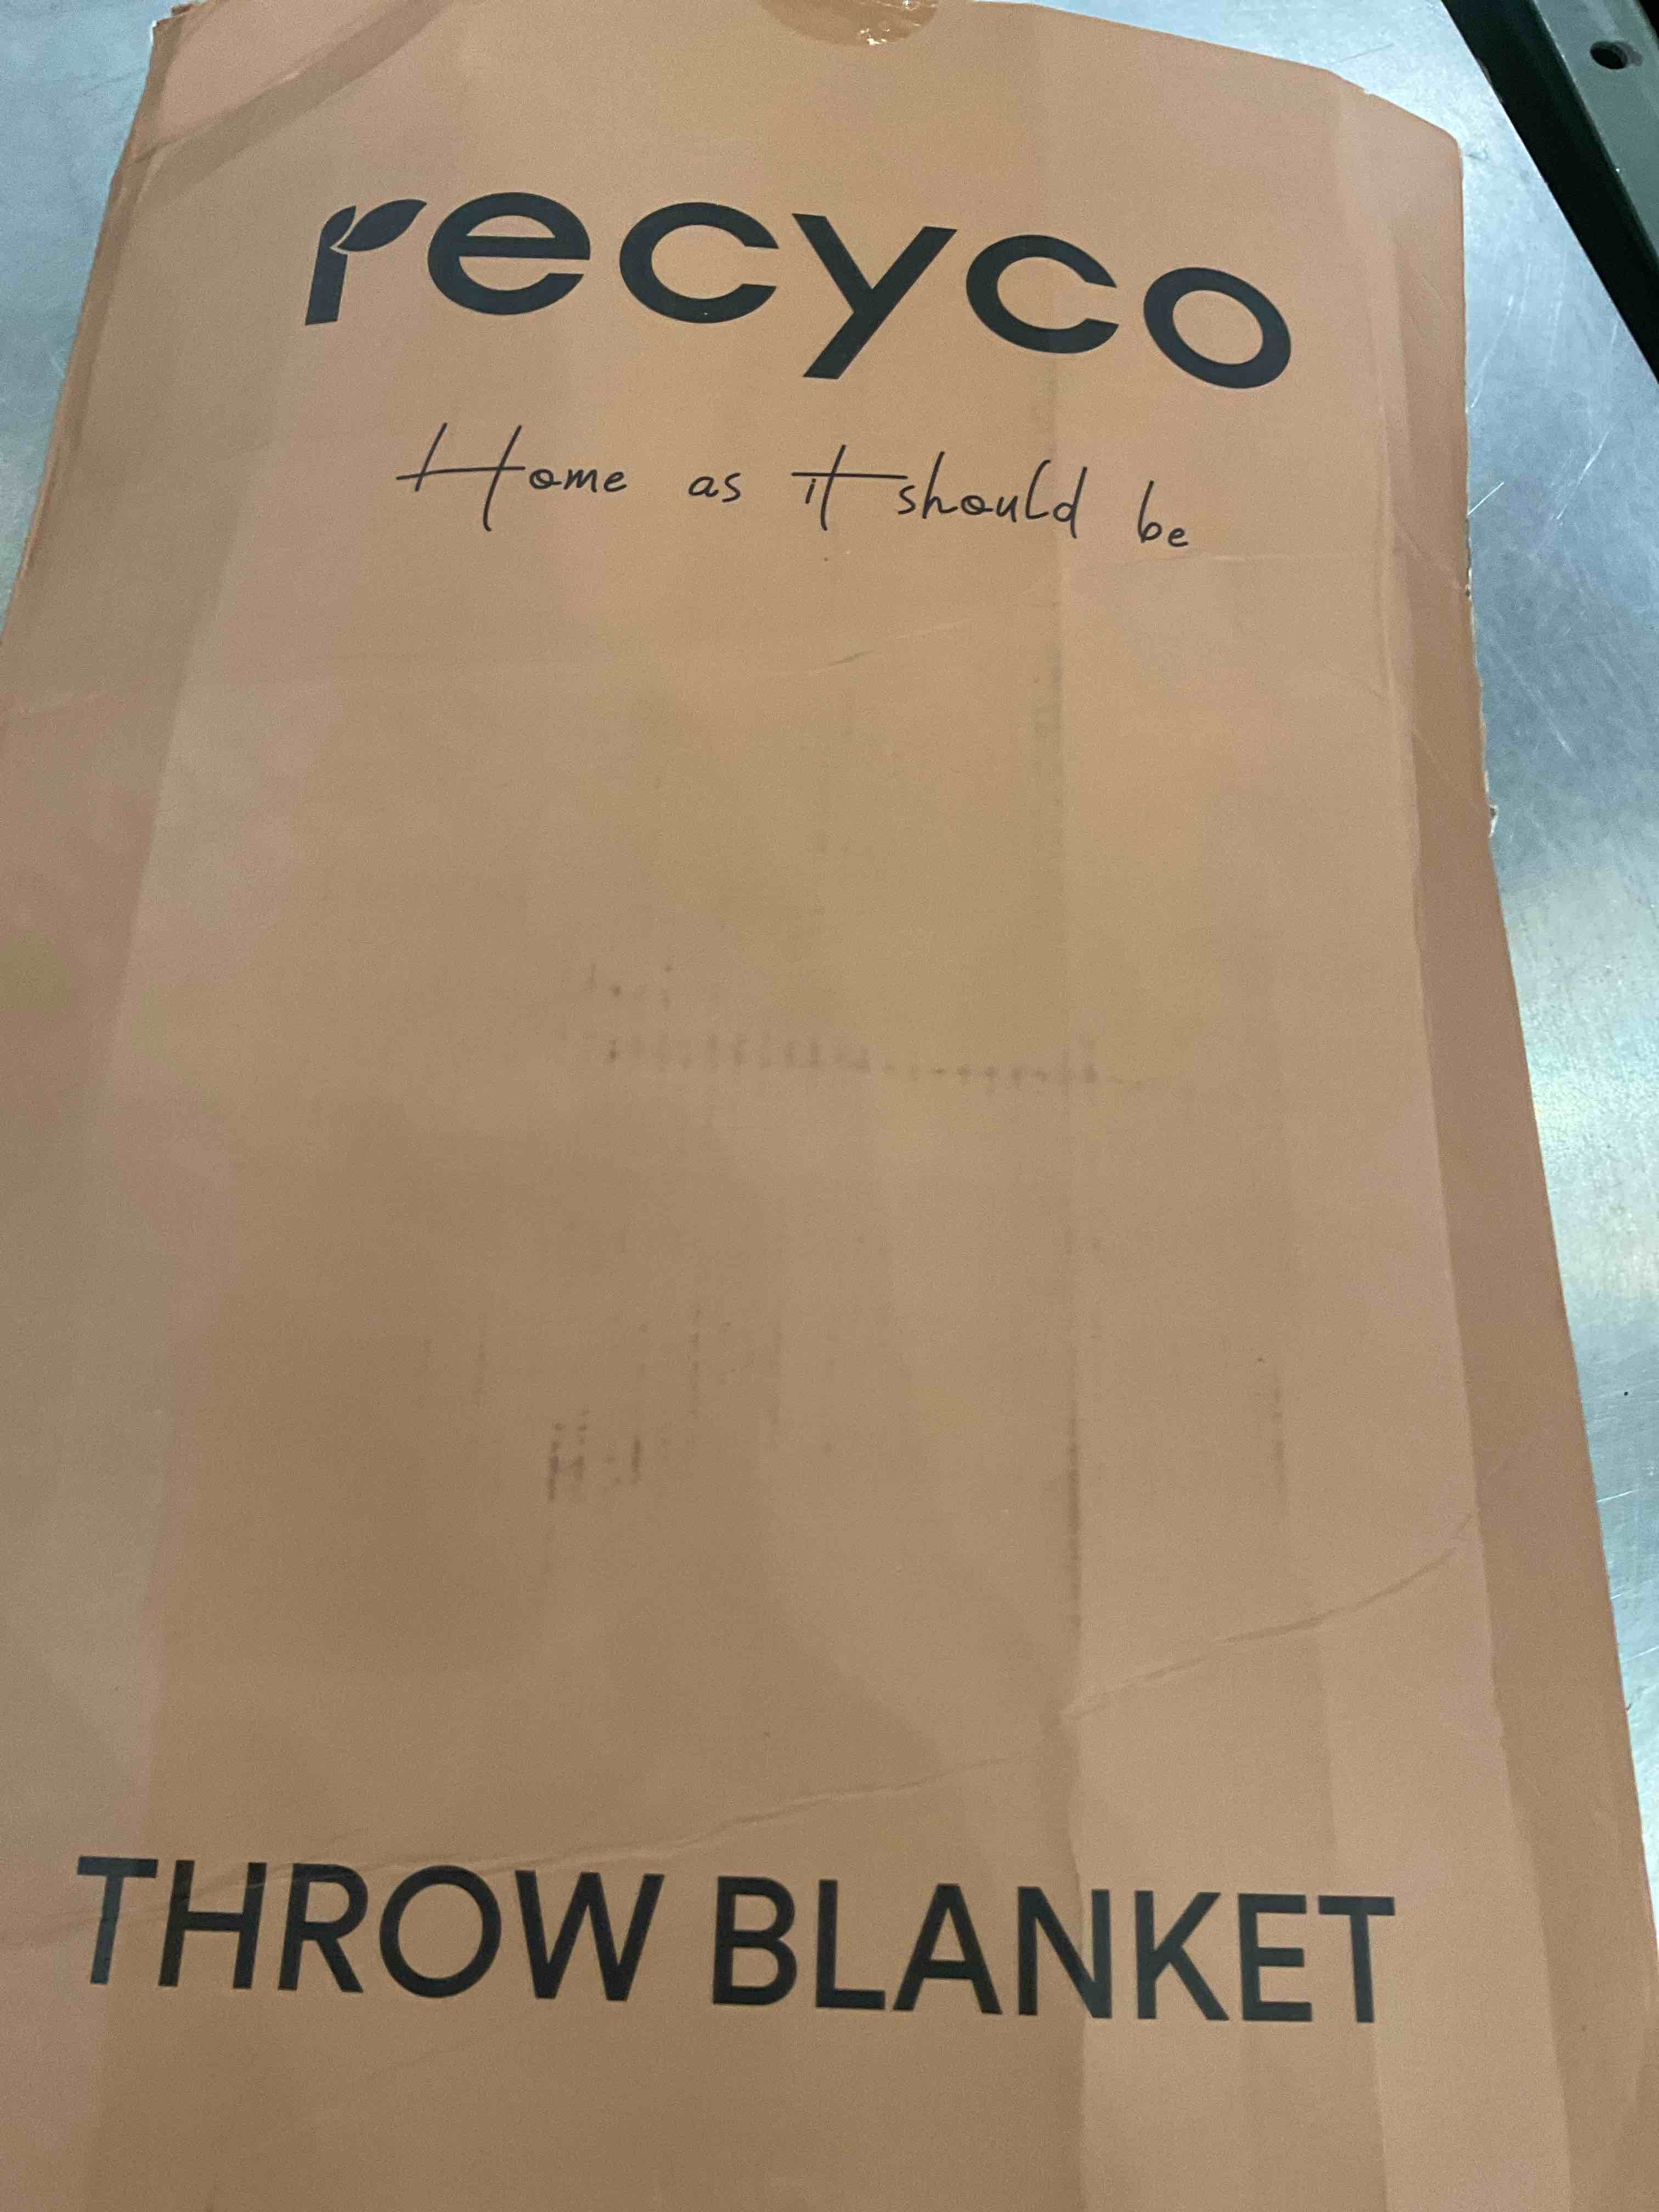 recyco
Home as it should be
THROW BLANKET